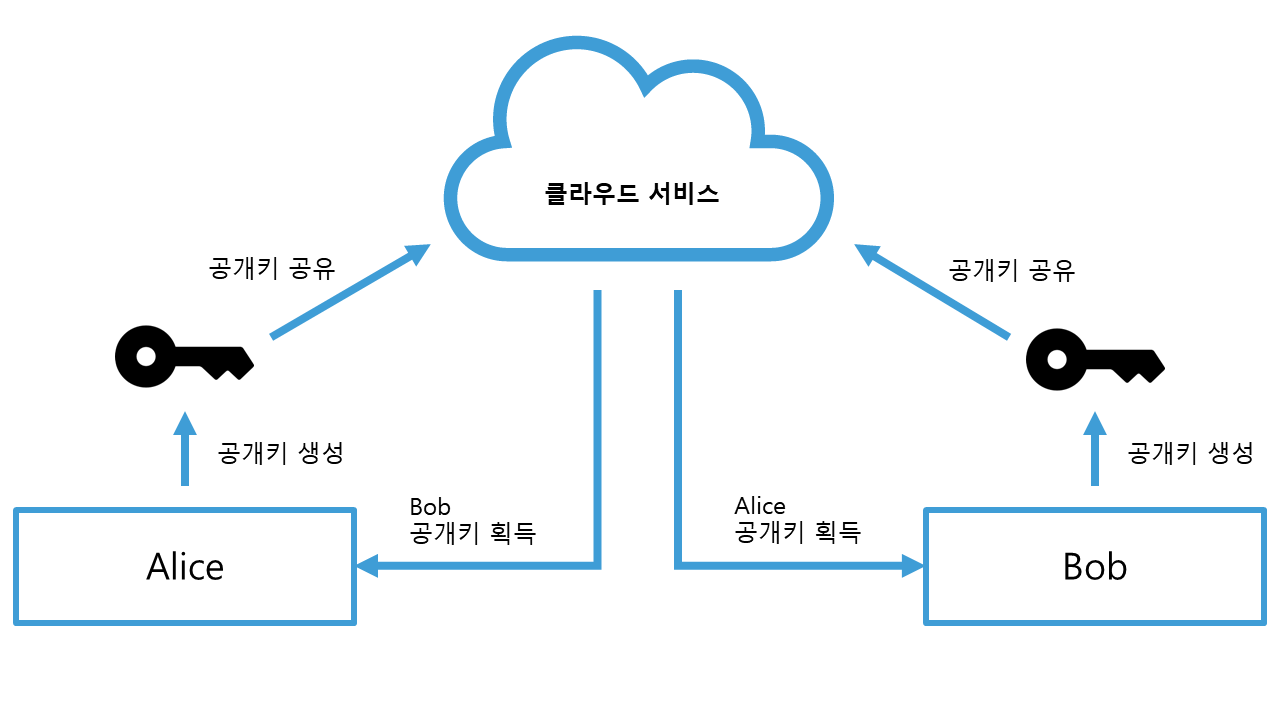 클라우드 서비스
공개키 공유
공개키 공유
공개키 생성
공개키 생성
Bob
공개키 획득
Alice
공개키 획득
Alice
Bob